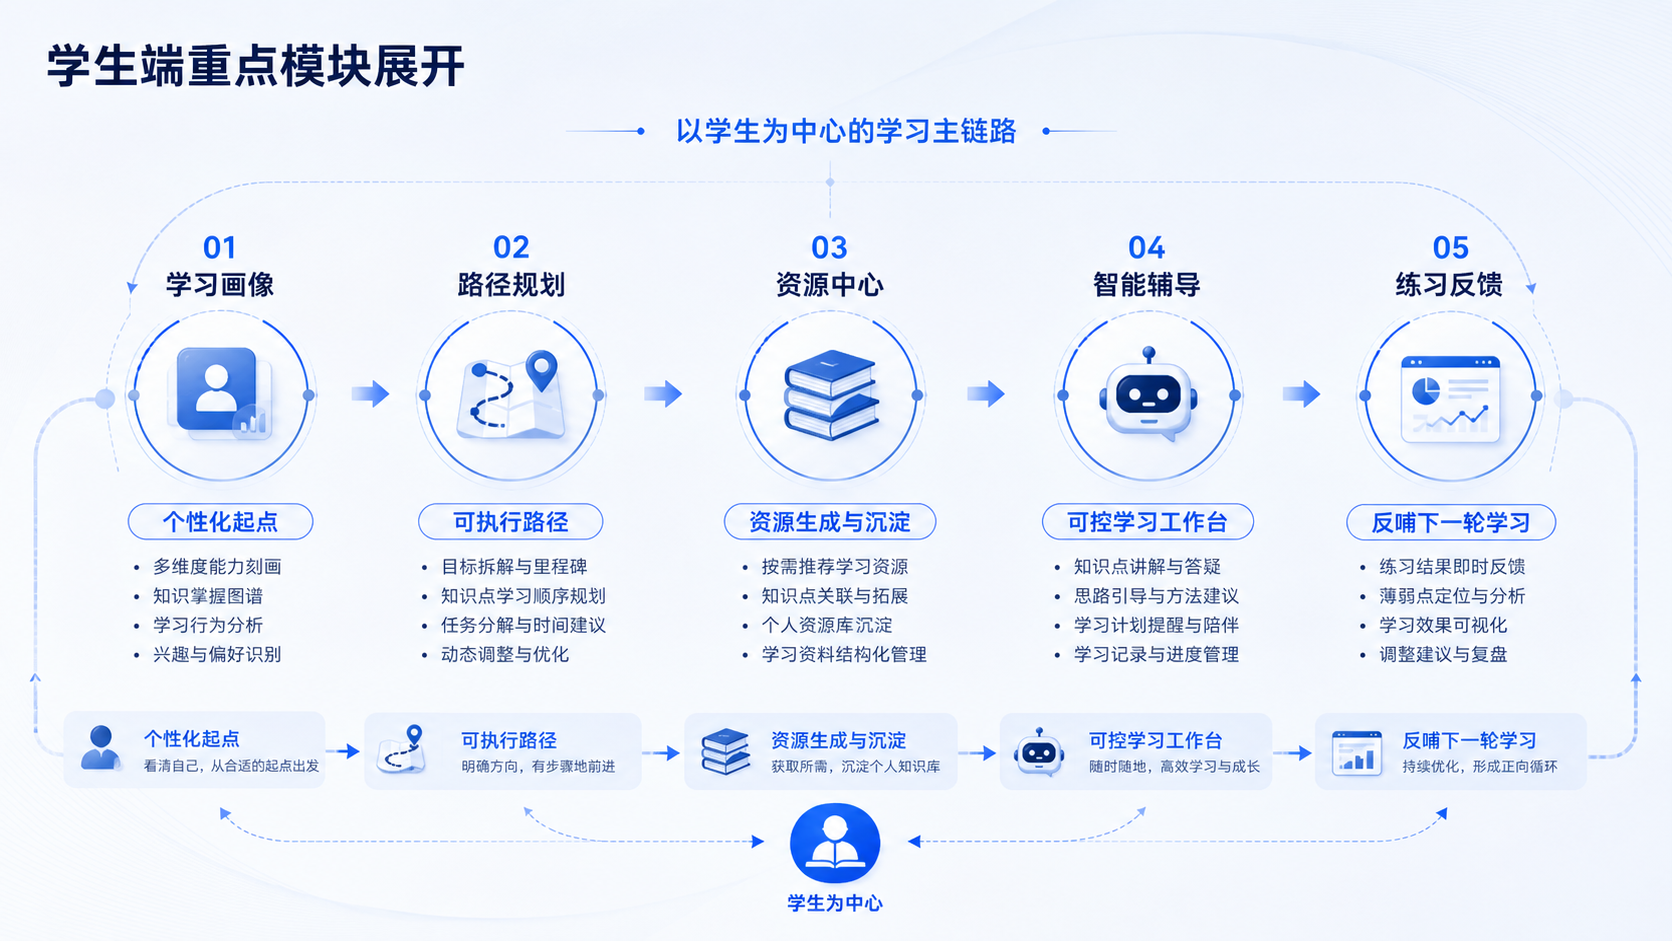 学生端重点模块展开
以学生为中心的学习主链路
01
学习画像
02
路径规划
03
资源中心
04
智能辅导
05
练习反馈
个性化起点
多维度能力刻画
知识掌握图谱
学习行为分析
兴趣与偏好识别
可执行路径
目标拆解与里程碑
知识点学习顺序规划
任务分解与时间建议
动态调整与优化
资源生成与沉淀
按需推荐学习资源
知识点关联与拓展
个人资源库沉淀
学习资料结构化管理
可控学习工作台
知识点讲解与答疑
思路引导与方法建议
学习计划提醒与陪伴
学习记录与进度管理
反哺下一轮学习
练习结果即时反馈
薄弱点定位与分析
学习效果可视化
调整建议与复盘
个性化起点
看清自己，从合适的起点出发
可执行路径
明确方向，有步骤地前进
资源生成与沉淀
获取所需，沉淀个人知识库
可控学习工作台
随时随地，高效学习与成长
反哺下一轮学习
持续优化，形成正向循环
学生为中心